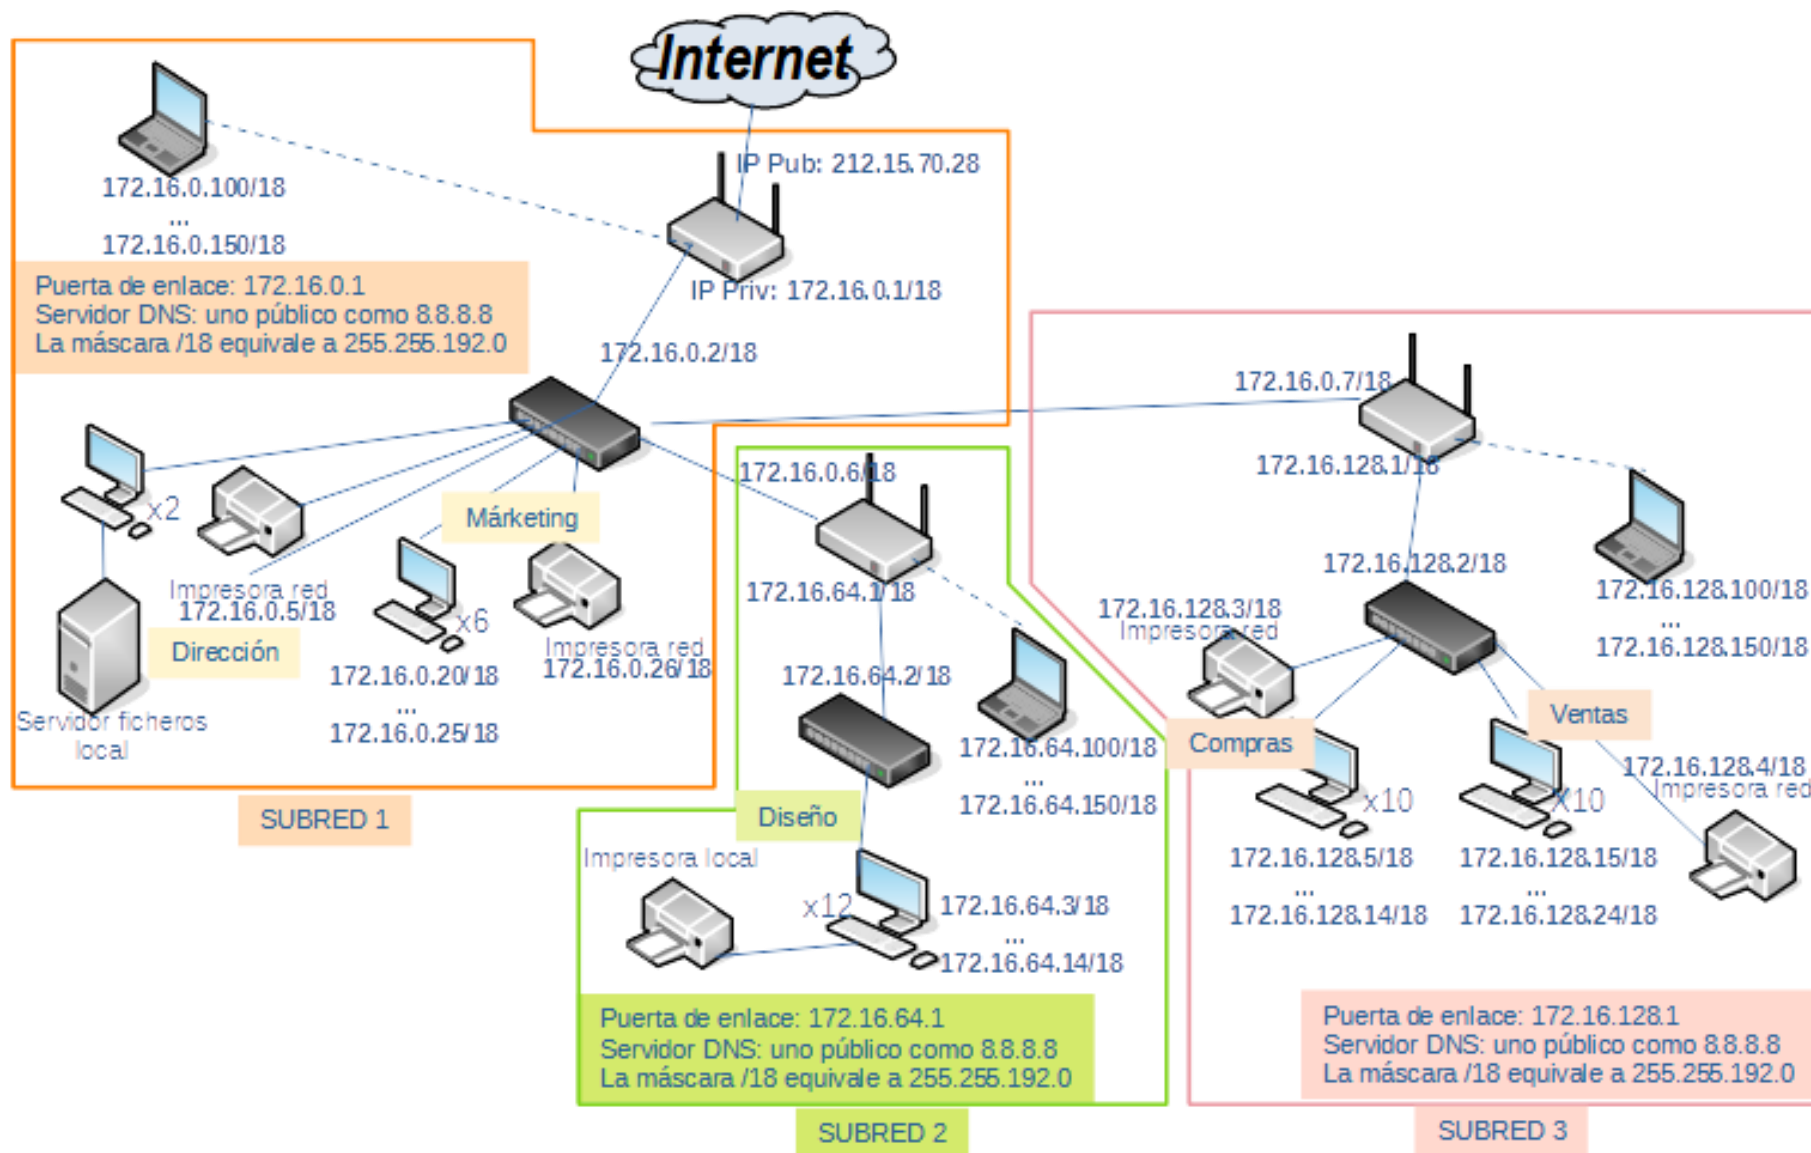 Internet
IP Pub: 212.15.70.28
172.16.0.100/18
...
172.16.0.150/18
Puerta de enlace: 172.16.0.1
Servidor DNS: uno público como 8.8.8.8
La máscara /18 equivale a 255.255.192.0
IP Priv: 172.16.0.1/18
172.16.0.2/18
x2
Impresora red
172.16.0.5/18
Dirección
Servidor ficheros
local
Márketing
x6
172.16.0.20/18
...
172.16.0.25/18
Impresora red
172.16.0.26/18
SUBRED 1
172.16.0.6/18
172.16.64.1/18
172.16.64.2/18
172.16.64.100/18
...
172.16.64.150/18
Diseño
Impresora local
x12
172.16.64.3/18
...
172.16.64.14/18
Puerta de enlace: 172.16.64.1
Servidor DNS: uno público como 8.8.8.8
La máscara /18 equivale a 255.255.192.0
SUBRED 2
172.16.0.7/18
172.16.128.1/18
172.16.128.2/18
172.16.128.100/18
...
172.16.128.150/18
172.16.128.3/18
Impresora red
Compras
x10
172.16.128.5/18
...
172.16.128.14/18
Ventas
x10
172.16.128.15/18
...
172.16.128.24/18
172.16.128.4/18
Impresora red
Puerta de enlace: 172.16.128.1
Servidor DNS: uno público como 8.8.8.8
La máscara /18 equivale a 255.255.192.0
SUBRED 3